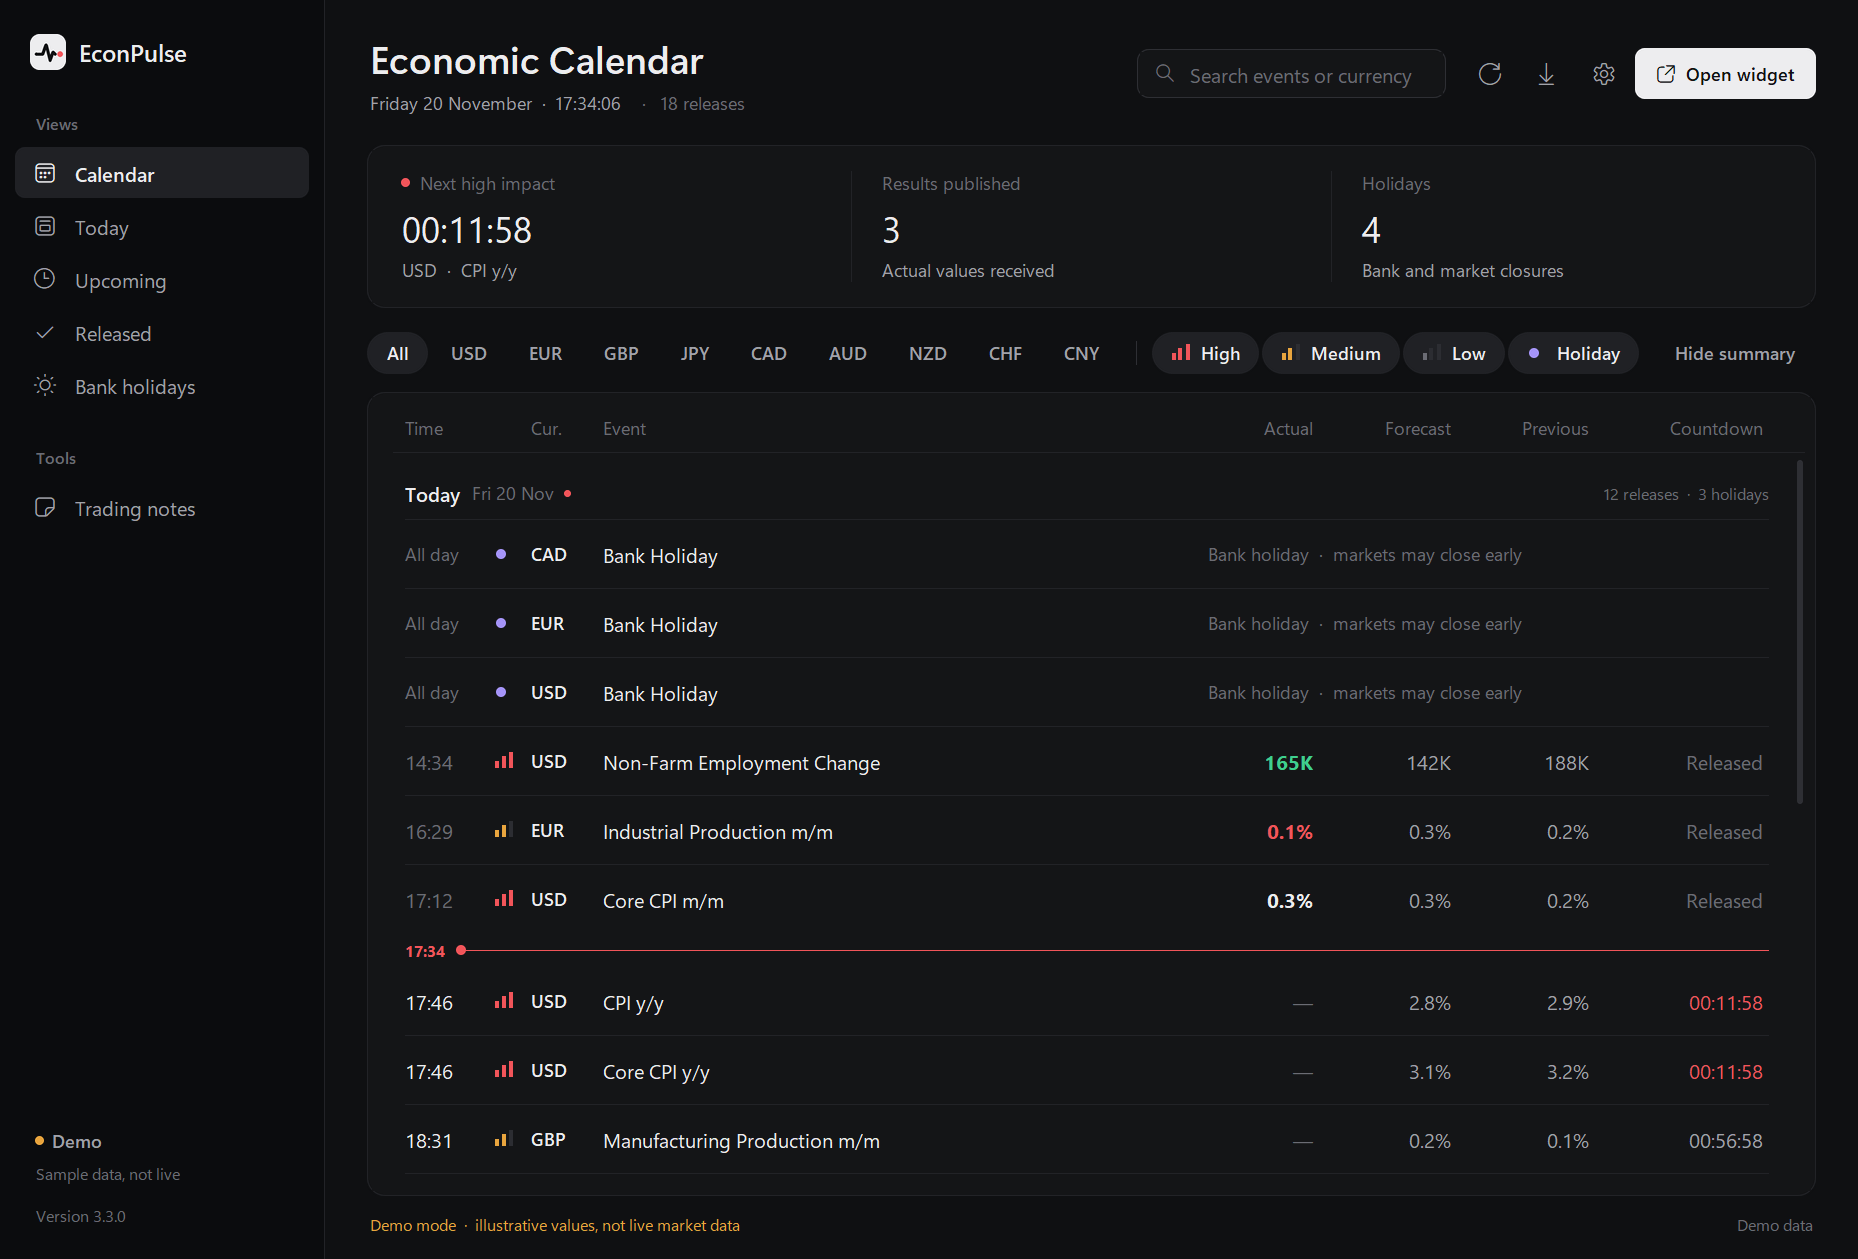 EconPulse
Views
Calendar
Today
Upcoming
Released
Bank holidays
Tools
Trading notes
Demo
Sample data, not live
Version 3.3.0
Economic Calendar
Friday 20 November · 17:34:06 · 18 releases
Search events or currency
Open widget
Next high impact
00:11:58
USD · CPI y/y
Results published
3
Actual values received
Holidays
4
Bank and market closures
All USD EUR GBP JPY CAD AUD NZD CHF CNY High Medium Low Holiday Hide summary
Time Cur. Event Actual Forecast Previous Countdown
Today Fri 20 Nov 12 releases · 3 holidays
All day CAD Bank Holiday Bank holiday · markets may close early
All day EUR Bank Holiday Bank holiday · markets may close early
All day USD Bank Holiday Bank holiday · markets may close early
14:34 USD Non-Farm Employment Change 165K 142K 188K Released
16:29 EUR Industrial Production m/m 0.1% 0.3% 0.2% Released
17:12 USD Core CPI m/m 0.3% 0.3% 0.2% Released
17:34
17:46 USD CPI y/y — 2.8% 2.9% 00:11:58
17:46 USD Core CPI y/y — 3.1% 3.2% 00:11:58
18:31 GBP Manufacturing Production m/m — 0.2% 0.1% 00:56:58
Demo mode · illustrative values, not live market data
Demo data